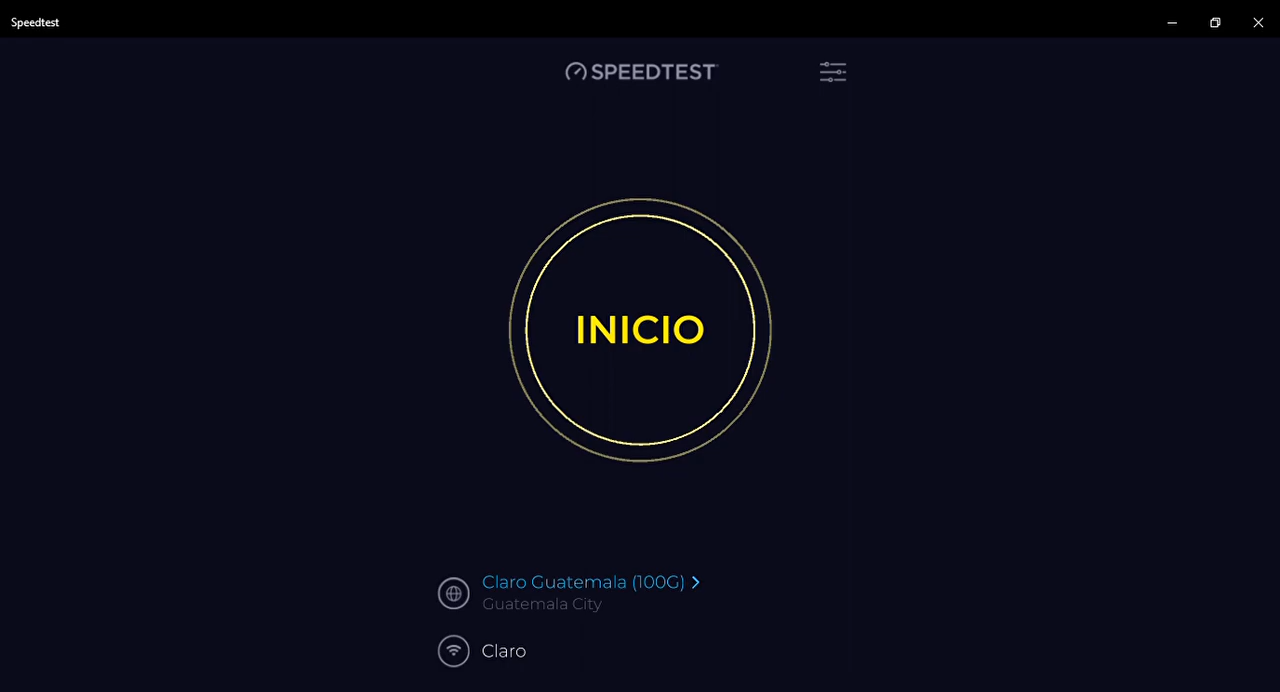 Speedtest
SPEEDTEST
INICIO
Claro Guatemala (100G)
Guatemala City
Claro